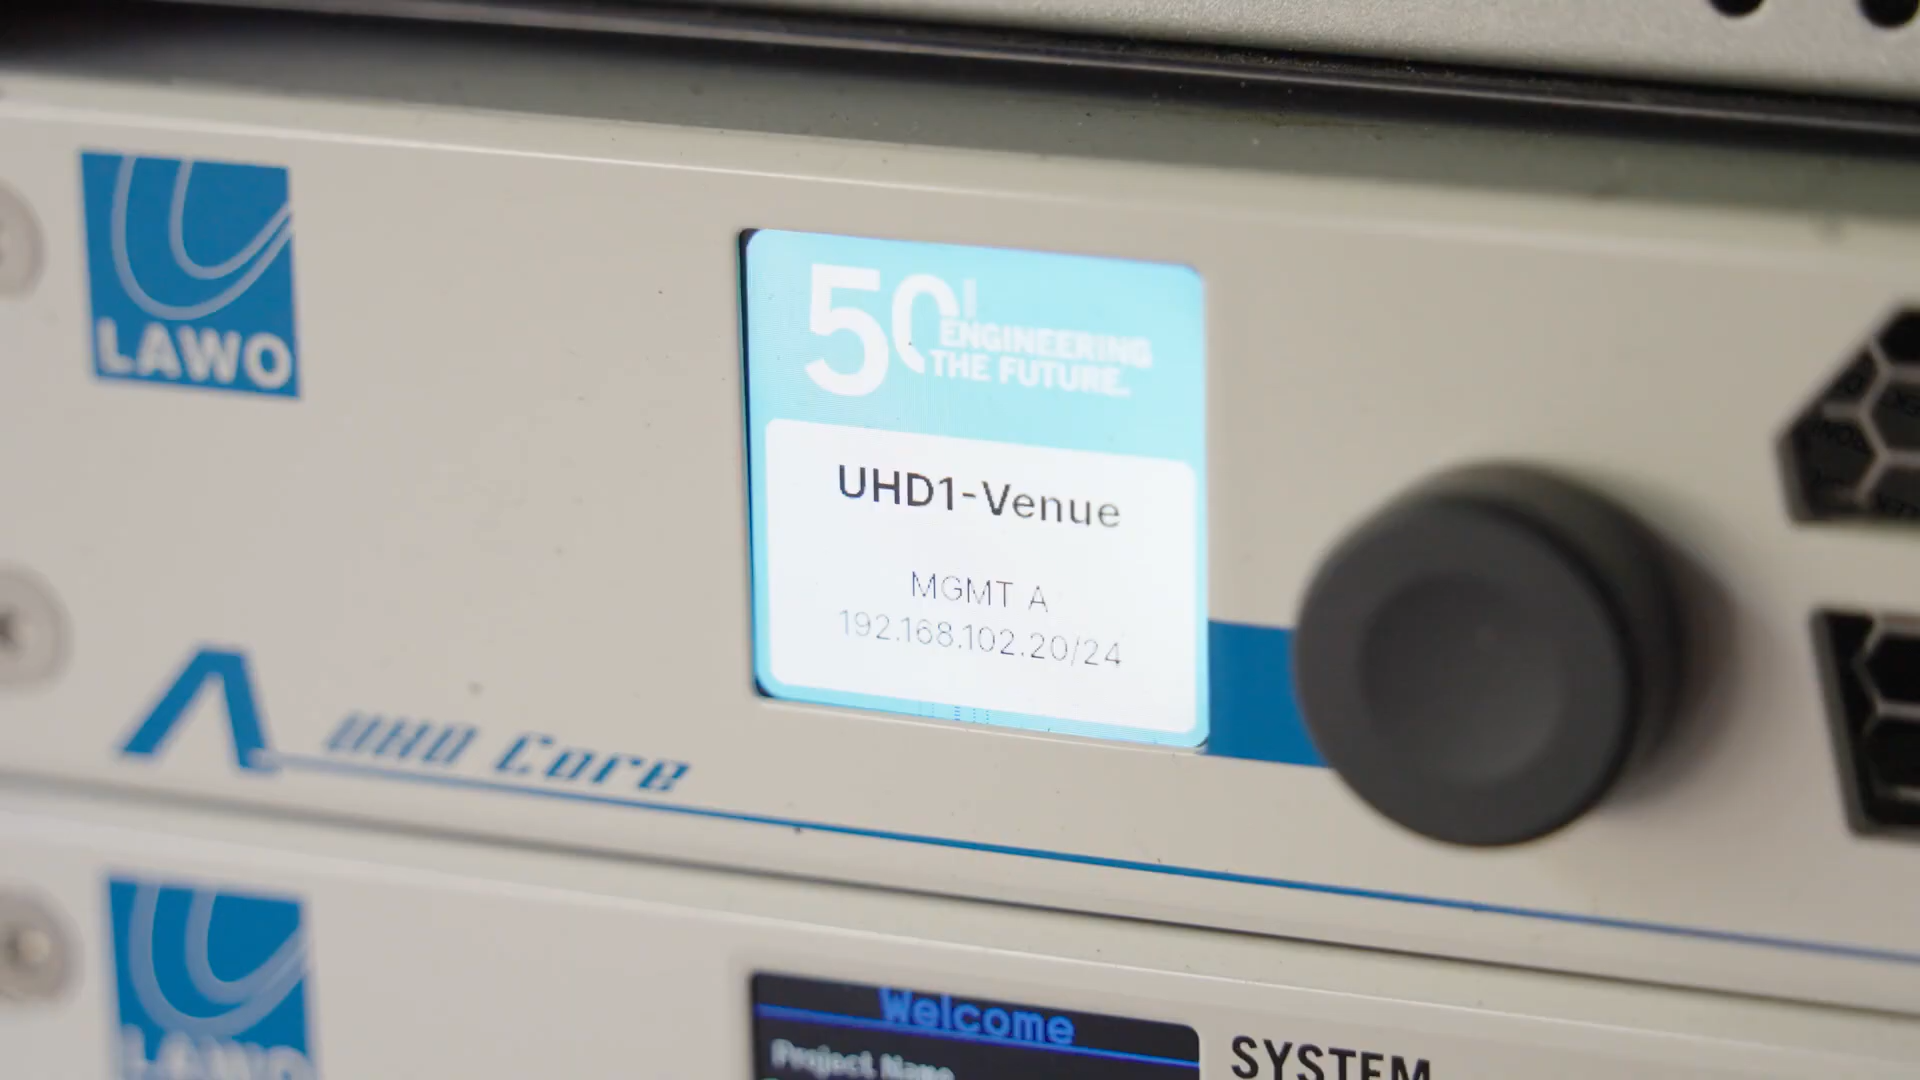 LAWO
50
ENGINEERING
THE FUTURE.
UHD1-Venue
MGMT A
192.168.102.20/24
UHD Core
LAWO
Welcome
Project Name
SYSTEM